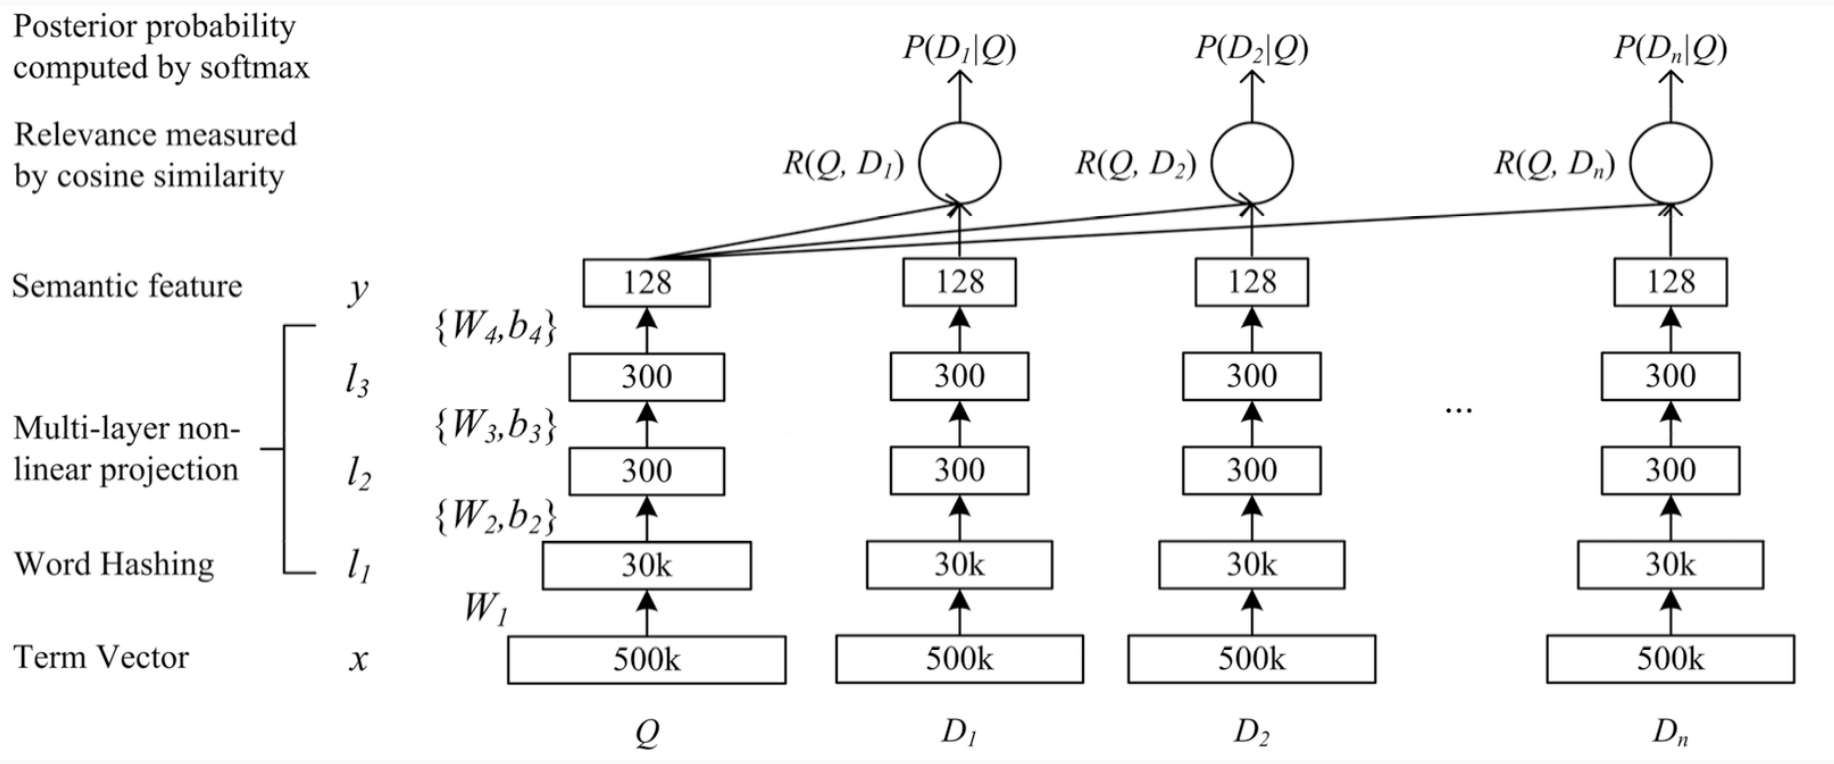 Posterior probability
computed by softmax
P(D₁|Q) P(D₂|Q) P(Dₙ|Q)
Relevance measured
by cosine similarity
R(Q, D₁) R(Q, D₂) R(Q, Dₙ)
Semantic feature y 128 128 128 128
{W₄,b₄}
l₃ 300 300 300 300
Multi-layer non-
linear projection
{W₃,b₃}
...
l₂ 300 300 300 300
{W₂,b₂}
Word Hashing l₁ 30k 30k 30k 30k
W₁
Term Vector x 500k 500k 500k 500k
Q D₁ D₂ Dₙ